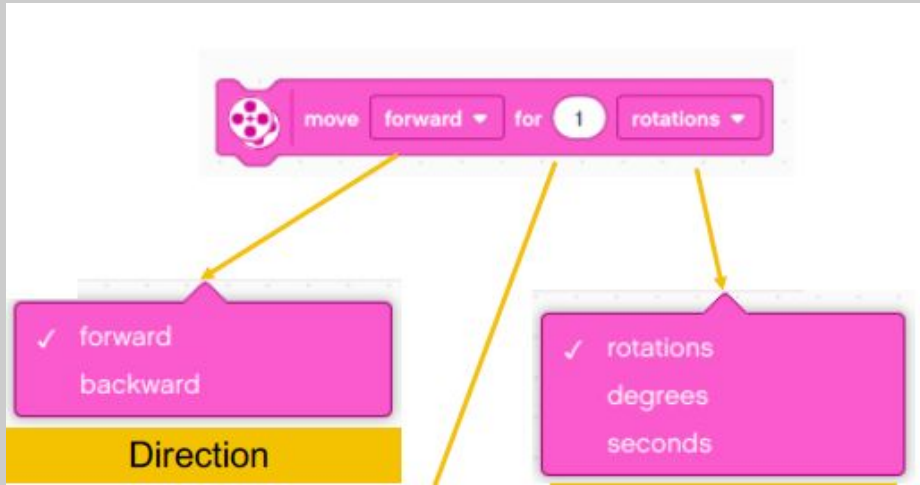 move forward for 1 rotations
✓ forward
backward
Direction
✓ rotations
degrees
seconds